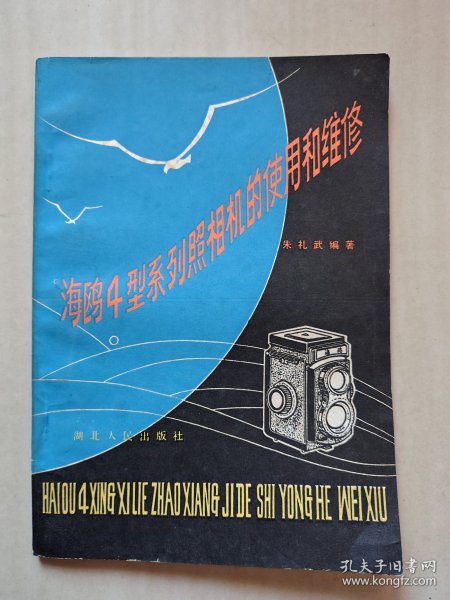 海鸥4型系列照相机的使用和维修
朱礼武编著
湖北人民出版社
HAIOU 4 XING XI LIE ZHAO XIANG JI DE SHI YONG HE WEI XIU
孔夫子旧书网
www.kongfz.com